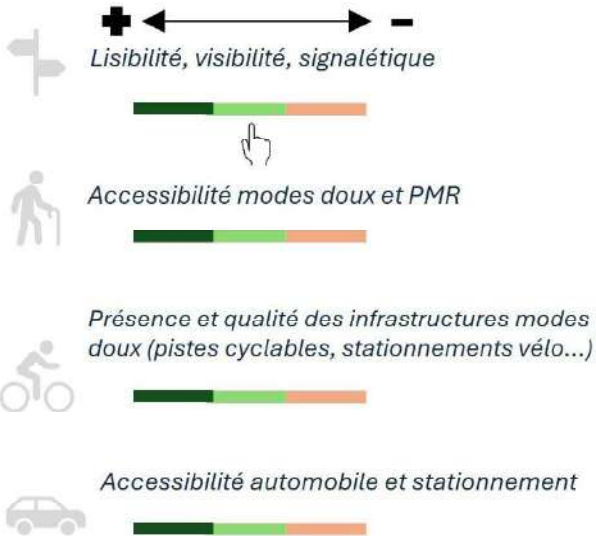 + -
Lisibilité, visibilité, signalétique
Accessibilité modes doux et PMR
Présence et qualité des infrastructures modes
doux (pistes cyclables, stationnements vélo...)
Accessibilité automobile et stationnement